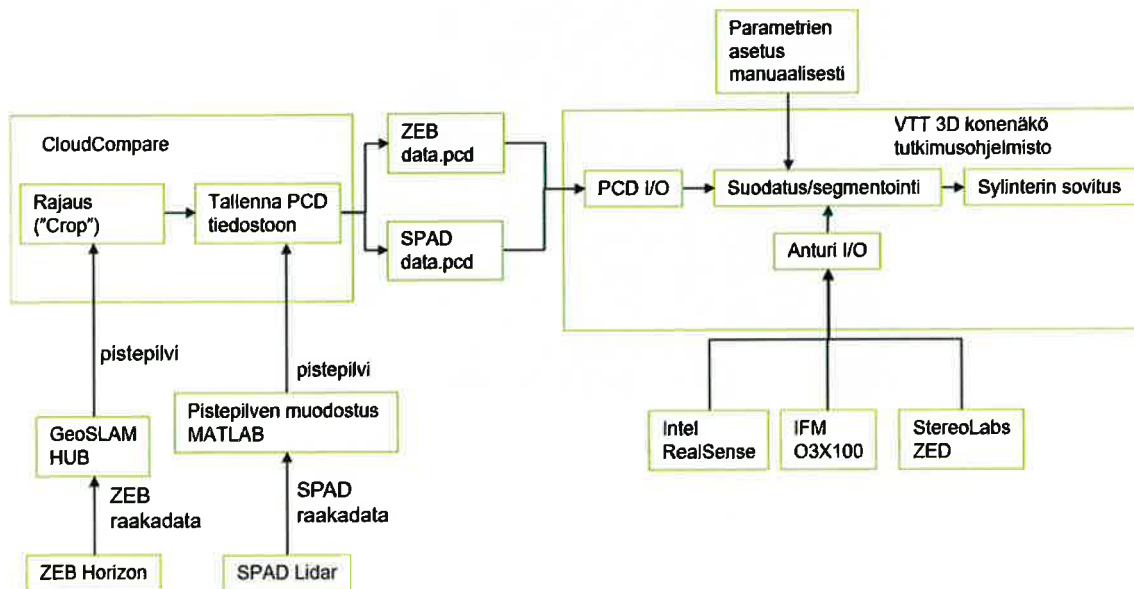 Parametrien
asetus
manuaalisesti
CloudCompare
ZEB
data.pcd
VTT 3D konenäkö
tutkimusohjelmisto
Rajaus
("Crop")
Tallenna PCD
tiedostoon
PCD I/O
Suodatus/segmentointi
Sylinterin sovitus
SPAD
data.pcd
Anturi I/O
pistepilvi
pistepilvi
GeoSLAM
HUB
Pistepilven muodostus
MATLAB
Intel
RealSense
IFM
O3X100
StereoLabs
ZED
ZEB
raakadata
SPAD
raakadata
ZEB Horizon
SPAD Lidar